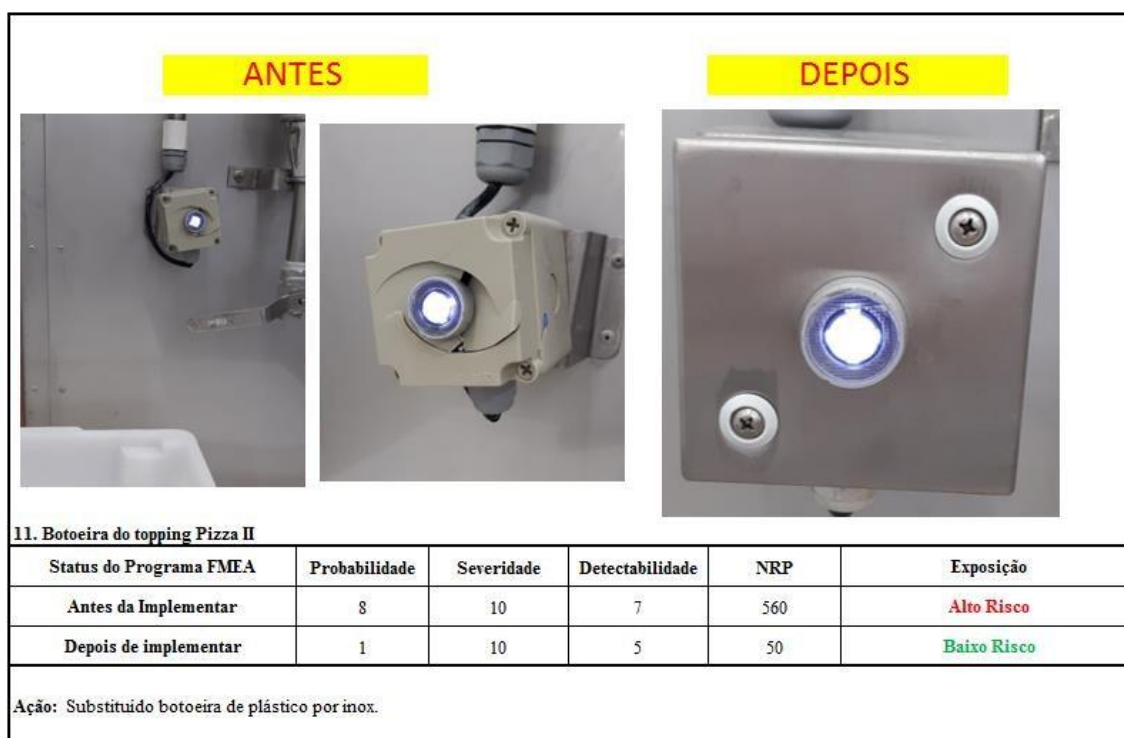 ANTES
DEPOIS
11. Botoeira do topping Pizza II
Status do Programa FMEA Probabilidade Severidade Detectabilidade NRP Exposição
Antes da Implementar 8 10 7 560 Alto Risco
Depois de implementar 1 10 5 50 Baixo Risco
Ação: Substituido botoeira de plástico por inox.